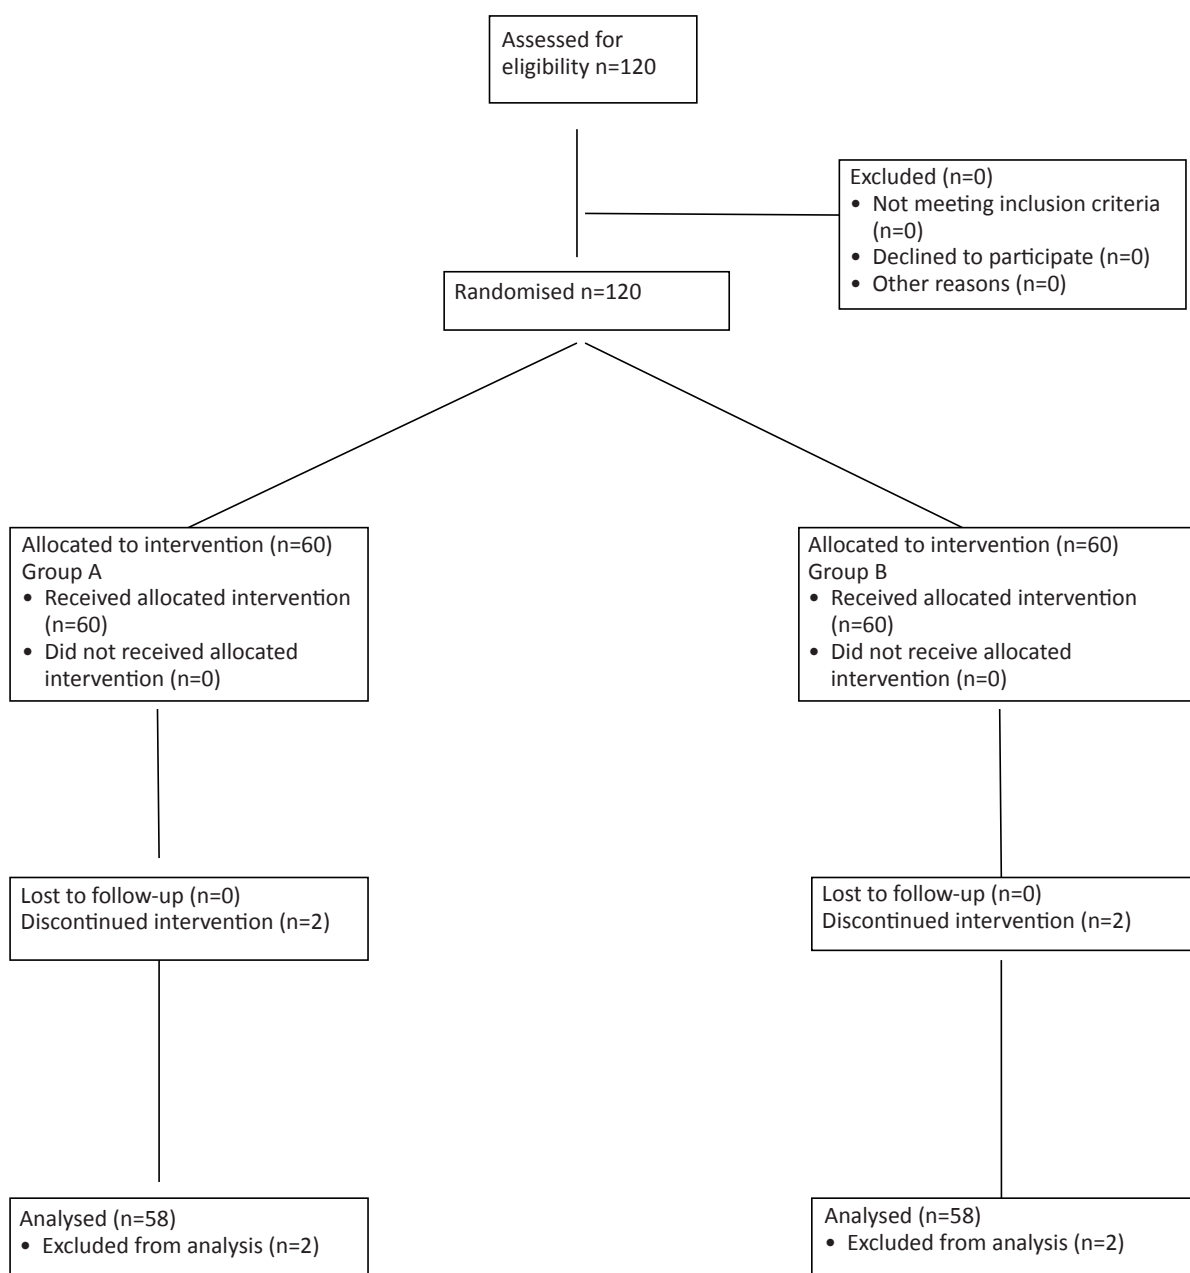 Assessed for
eligibility n=120
Excluded (n=0)
• Not meeting inclusion criteria
(n=0)
• Declined to participate (n=0)
• Other reasons (n=0)
Randomised n=120
Allocated to intervention (n=60)
Group A
• Received allocated intervention
(n=60)
• Did not received allocated
intervention (n=0)
Allocated to intervention (n=60)
Group B
• Received allocated intervention
(n=60)
• Did not receive allocated
intervention (n=0)
Lost to follow-up (n=0)
Discontinued intervention (n=2)
Lost to follow-up (n=0)
Discontinued intervention (n=2)
Analysed (n=58)
• Excluded from analysis (n=2)
Analysed (n=58)
• Excluded from analysis (n=2)